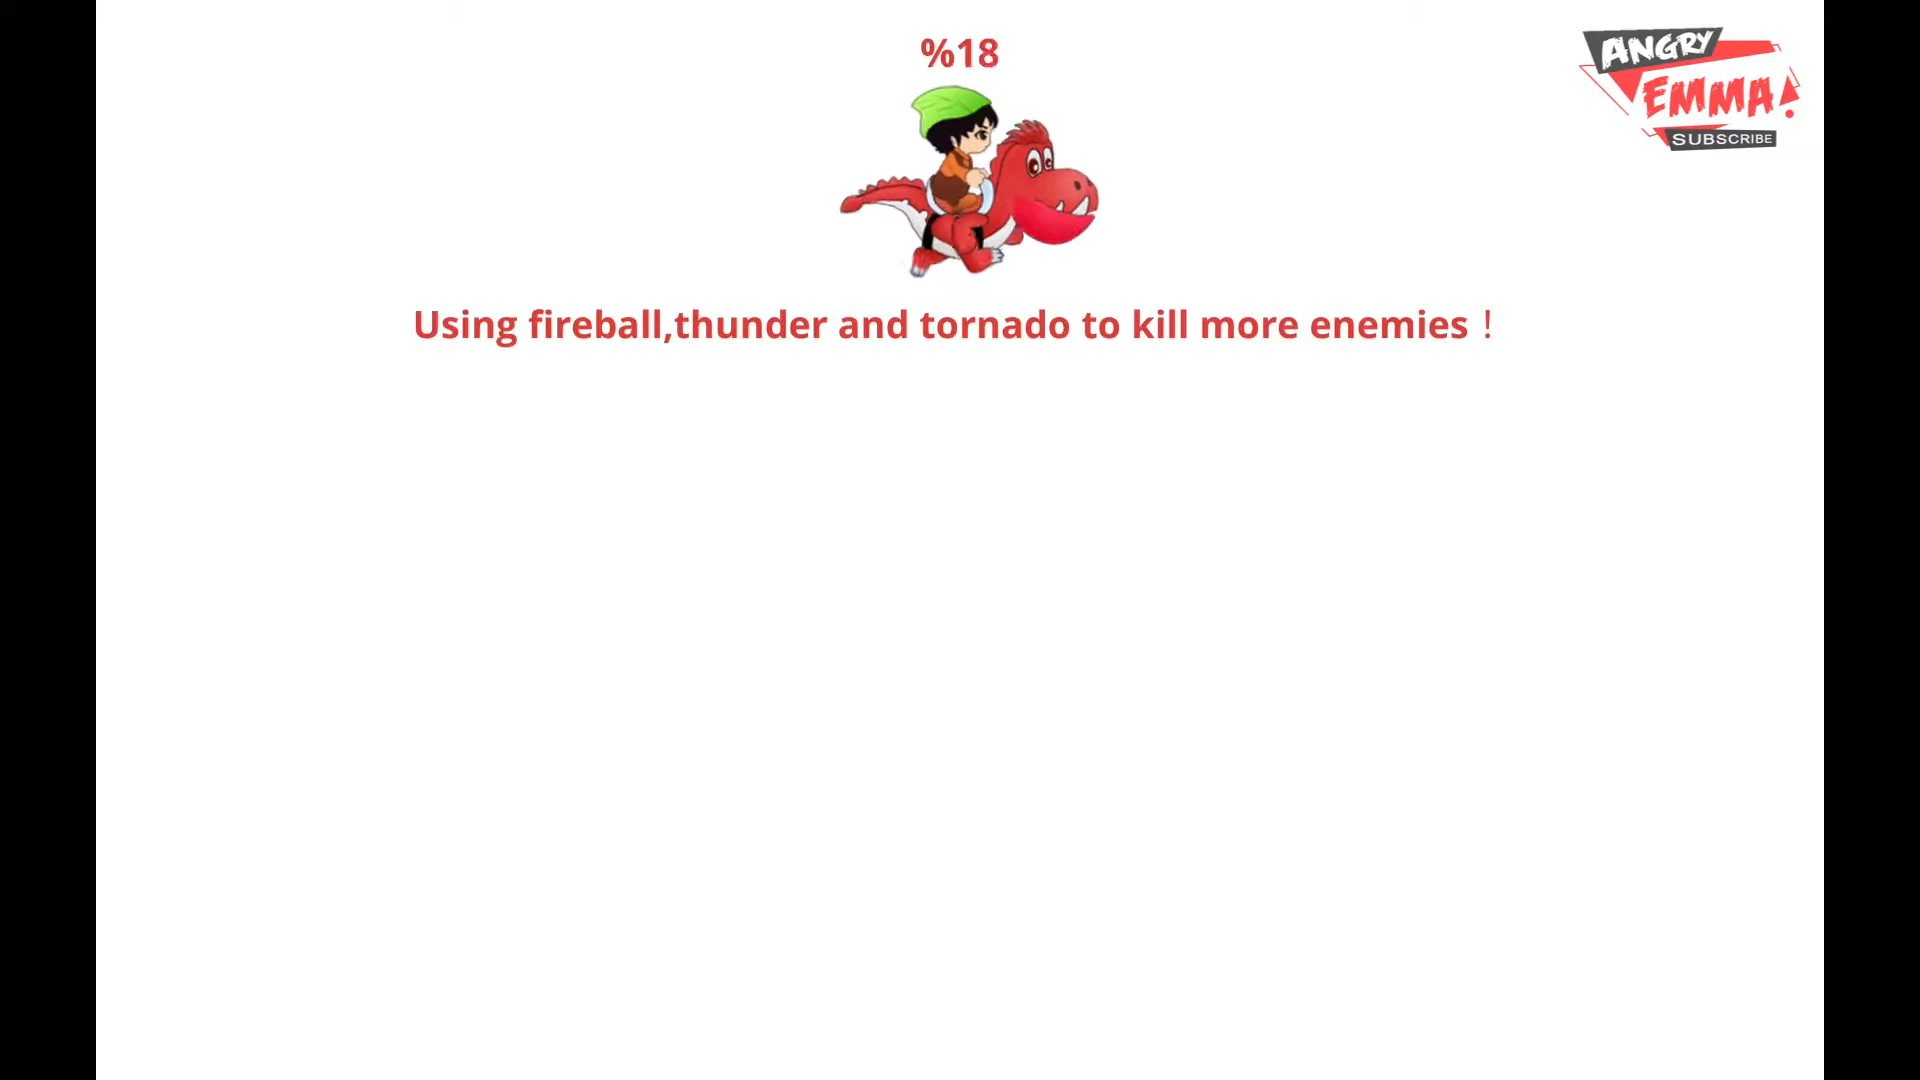 %18
ANGRY
EMMA!
SUBSCRIBE
Using fireball,thunder and tornado to kill more enemies！